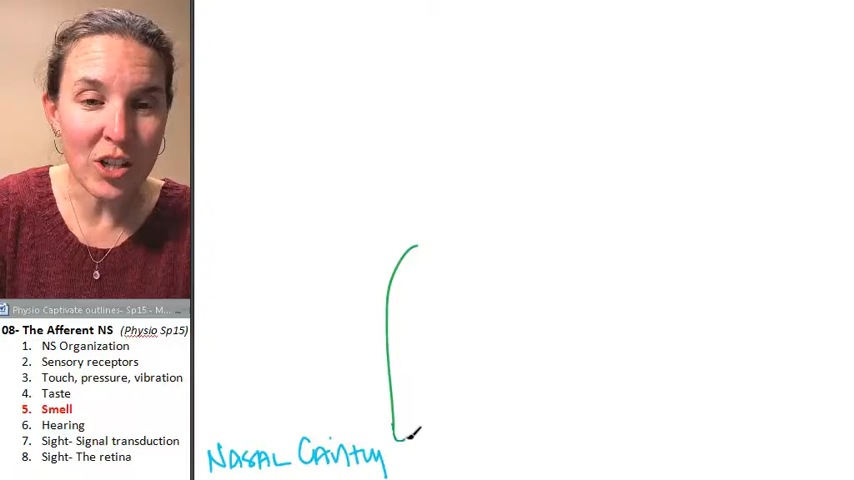 Physio Captivate outlines- Sp15 - M...
08- The Afferent NS (Physio Sp15)
1. NS Organization
2. Sensory receptors
3. Touch, pressure, vibration
4. Taste
5. Smell
6. Hearing
7. Sight- Signal transduction
8. Sight- The retina
NASAL CAvity